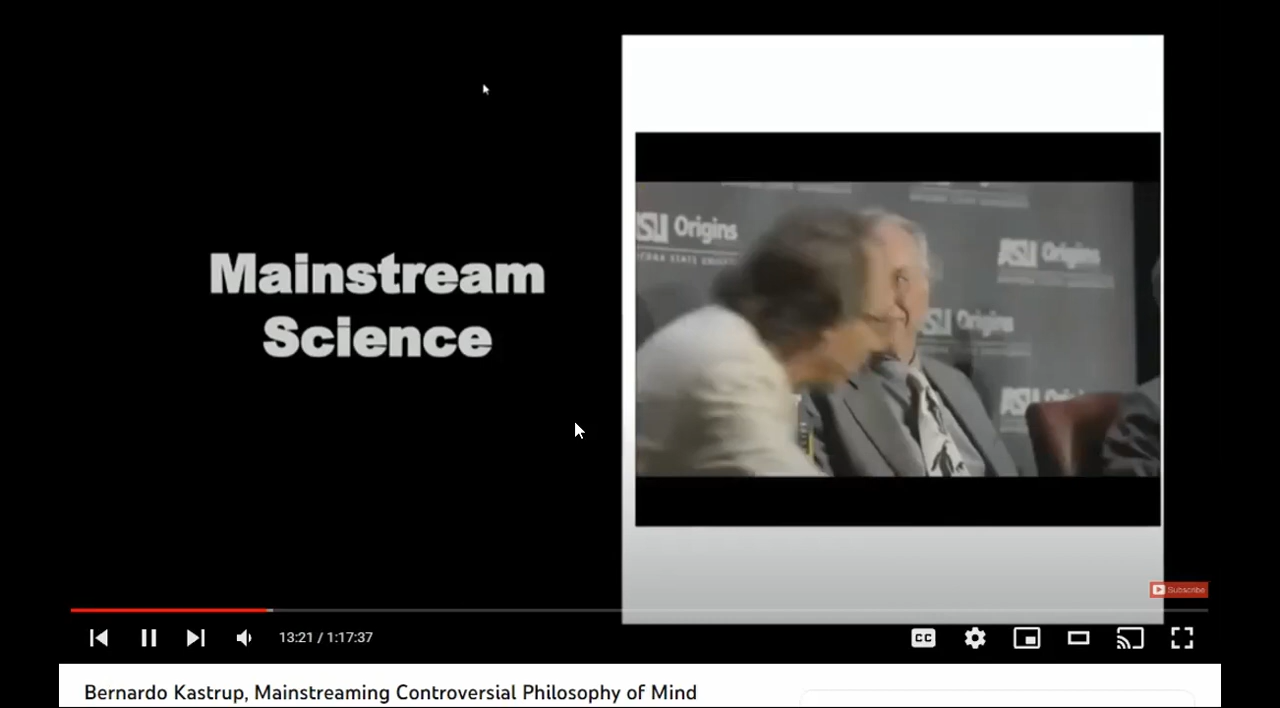 Mainstream
Science
ASU Origins
ASU Origins
Origins
ASU
Subscribe
13:21 / 1:17:37
CC
Bernardo Kastrup, Mainstreaming Controversial Philosophy of Mind